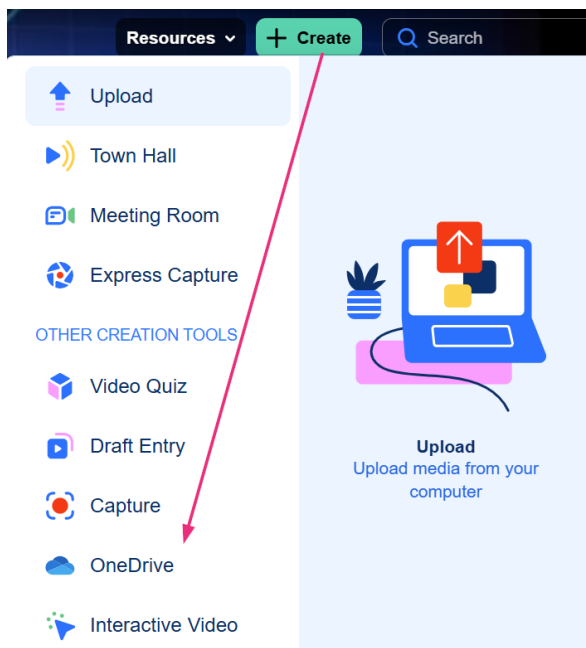 Resources
+ Create
Search
Upload
Town Hall
Meeting Room
Express Capture
OTHER CREATION TOOLS
Video Quiz
Draft Entry
Capture
OneDrive
Interactive Video
Upload
Upload media from your
computer